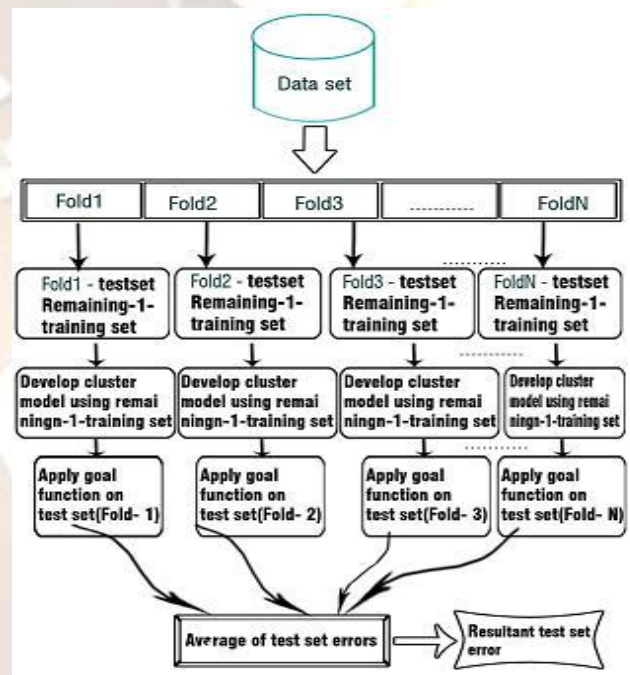 Data set
Fold1 Fold2 Fold3 ............ FoldN
Fold1 - testset
Remaining-1-
training set
Fold2 - testset
Remaining-1-
training set
Fold3 - testset
Remaining-1-
training set
FoldN - testset
Remaining-1-
training set
Develop cluster
model using remai
ningn-1-training set
Develop cluster
model using remai
ningn-1-training set
Develop cluster
model using remai
ningn-1-training set
Develop cluster
model using remai
ningn-1-training set
Apply goal
function on
test set(Fold- 1)
Apply goal
function on
test set(Fold- 2)
Apply goal
function on
test set(Fold- 3)
Apply goal
function on
test set(Fold- N)
Average of test set errors
Resultant test set
error